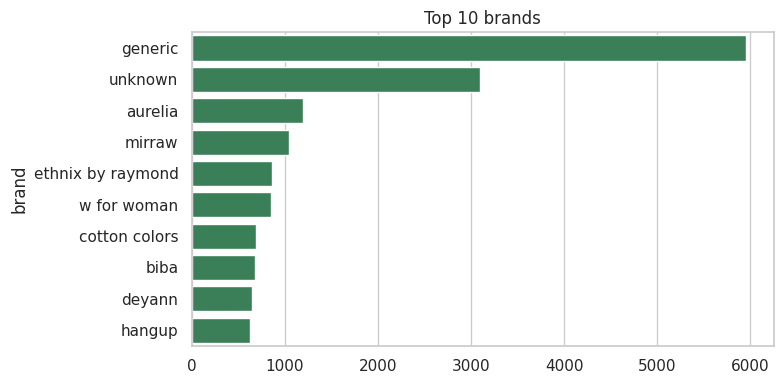 Top 10 brands
brand
generic
unknown
aurelia
mirraw
ethnix by raymond
w for woman
cotton colors
biba
deyann
hangup
0 1000 2000 3000 4000 5000 6000